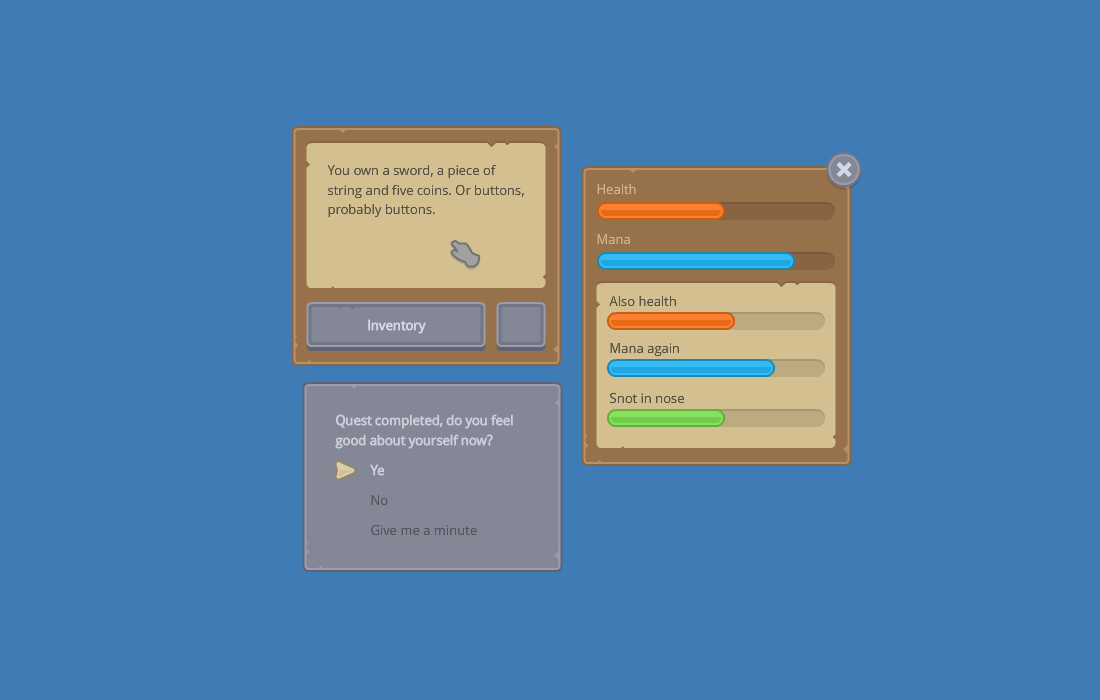 You own a sword, a piece of
string and five coins. Or buttons,
probably buttons.
Inventory
Quest completed, do you feel
good about yourself now?
Ye
No
Give me a minute
Health
Mana
Also health
Mana again
Snot in nose